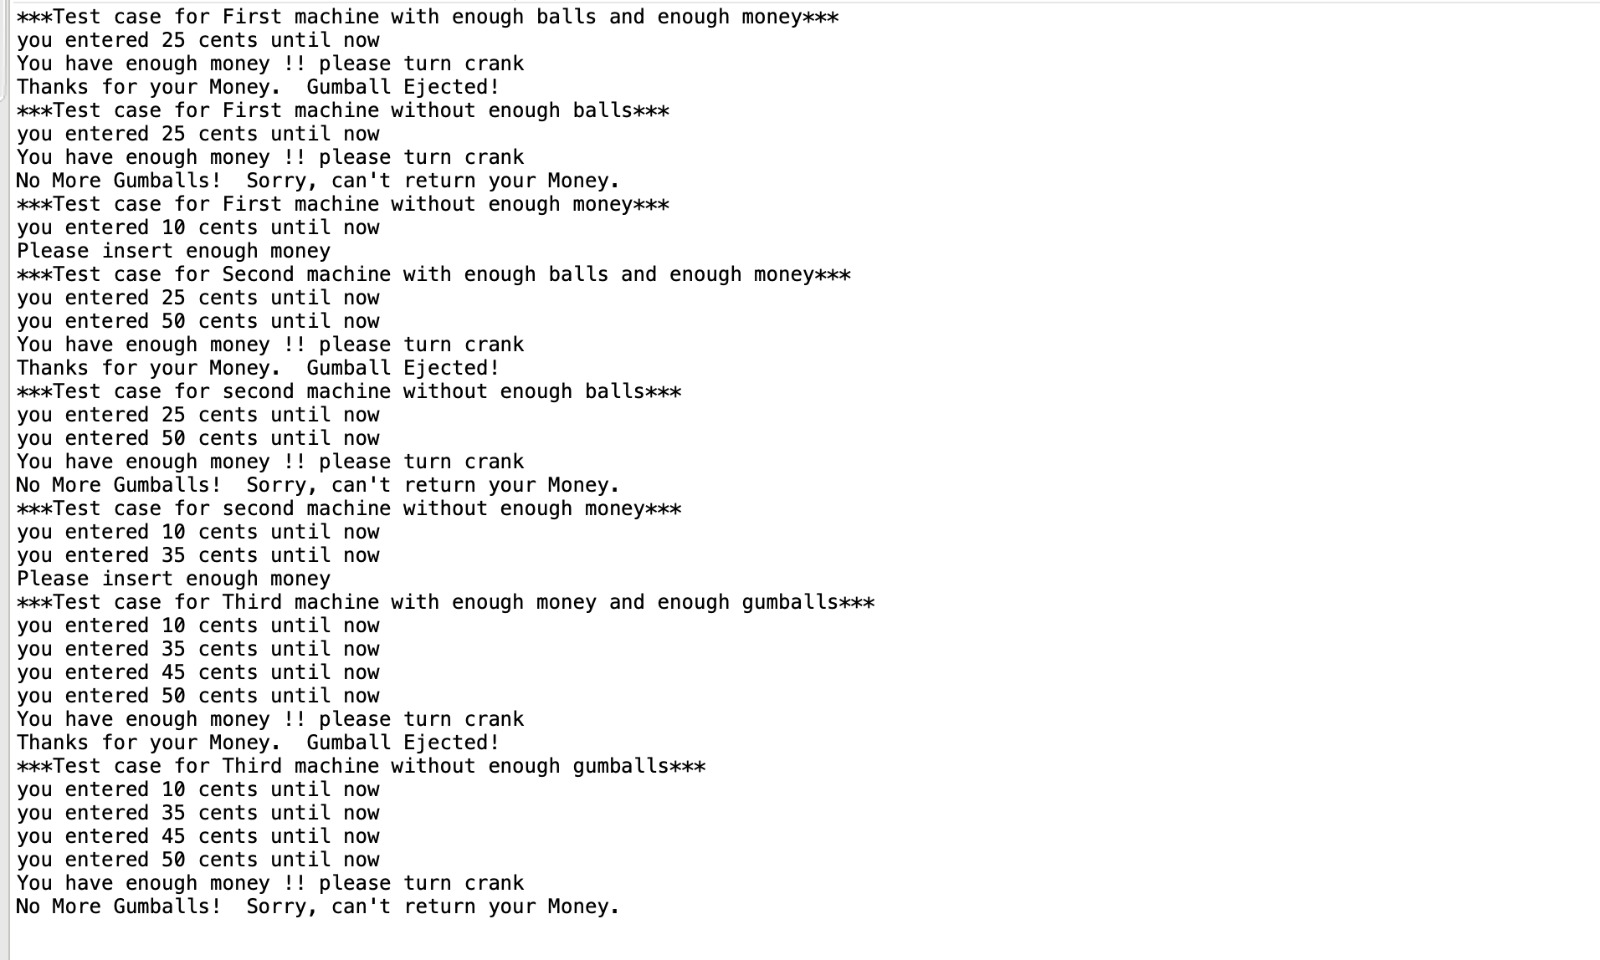 ***Test case for First machine with enough balls and enough money***
you entered 25 cents until now
You have enough money !! please turn crank
Thanks for your Money.  Gumball Ejected!
***Test case for First machine without enough balls***
you entered 25 cents until now
You have enough money !! please turn crank
No More Gumballs!  Sorry, can't return your Money.
***Test case for First machine without enough money***
you entered 10 cents until now
Please insert enough money
***Test case for Second machine with enough balls and enough money***
you entered 25 cents until now
you entered 50 cents until now
You have enough money !! please turn crank
Thanks for your Money.  Gumball Ejected!
***Test case for second machine without enough balls***
you entered 25 cents until now
you entered 50 cents until now
You have enough money !! please turn crank
No More Gumballs!  Sorry, can't return your Money.
***Test case for second machine without enough money***
you entered 10 cents until now
you entered 35 cents until now
Please insert enough money
***Test case for Third machine with enough money and enough gumballs***
you entered 10 cents until now
you entered 35 cents until now
you entered 45 cents until now
you entered 50 cents until now
You have enough money !! please turn crank
Thanks for your Money.  Gumball Ejected!
***Test case for Third machine without enough gumballs***
you entered 10 cents until now
you entered 35 cents until now
you entered 45 cents until now
you entered 50 cents until now
You have enough money !! please turn crank
No More Gumballs!  Sorry, can't return your Money.